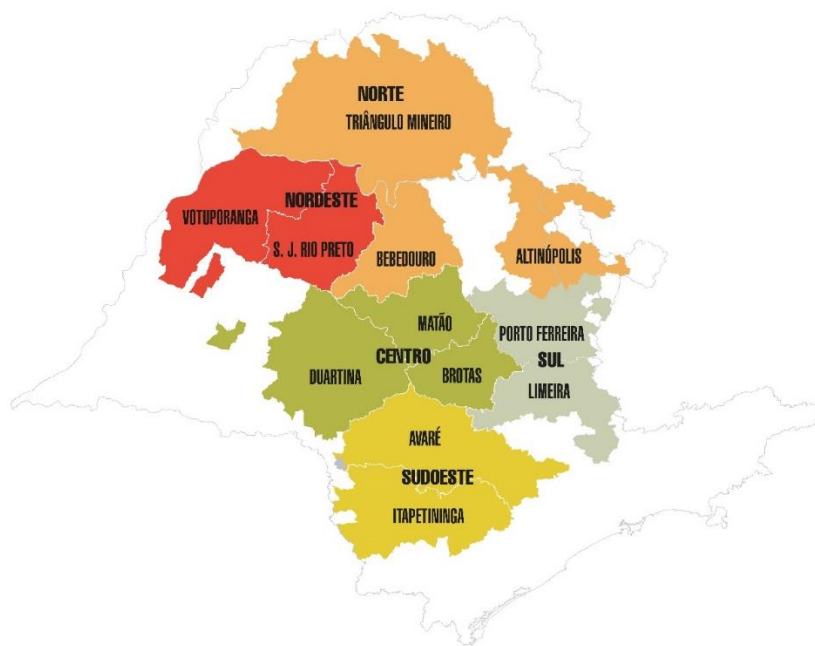 NORTE
TRIÂNGULO MINEIRO
NORDESTE
VOTUPORANGA
S. J. RIO PRETO
BEBEDOURO
ALTINÓPOLIS
MATÃO
PORTO FERREIRA
CENTRO
SUL
DUARTINA
BROTAS
LIMEIRA
AVARÉ
SUDOESTE
ITAPETININGA